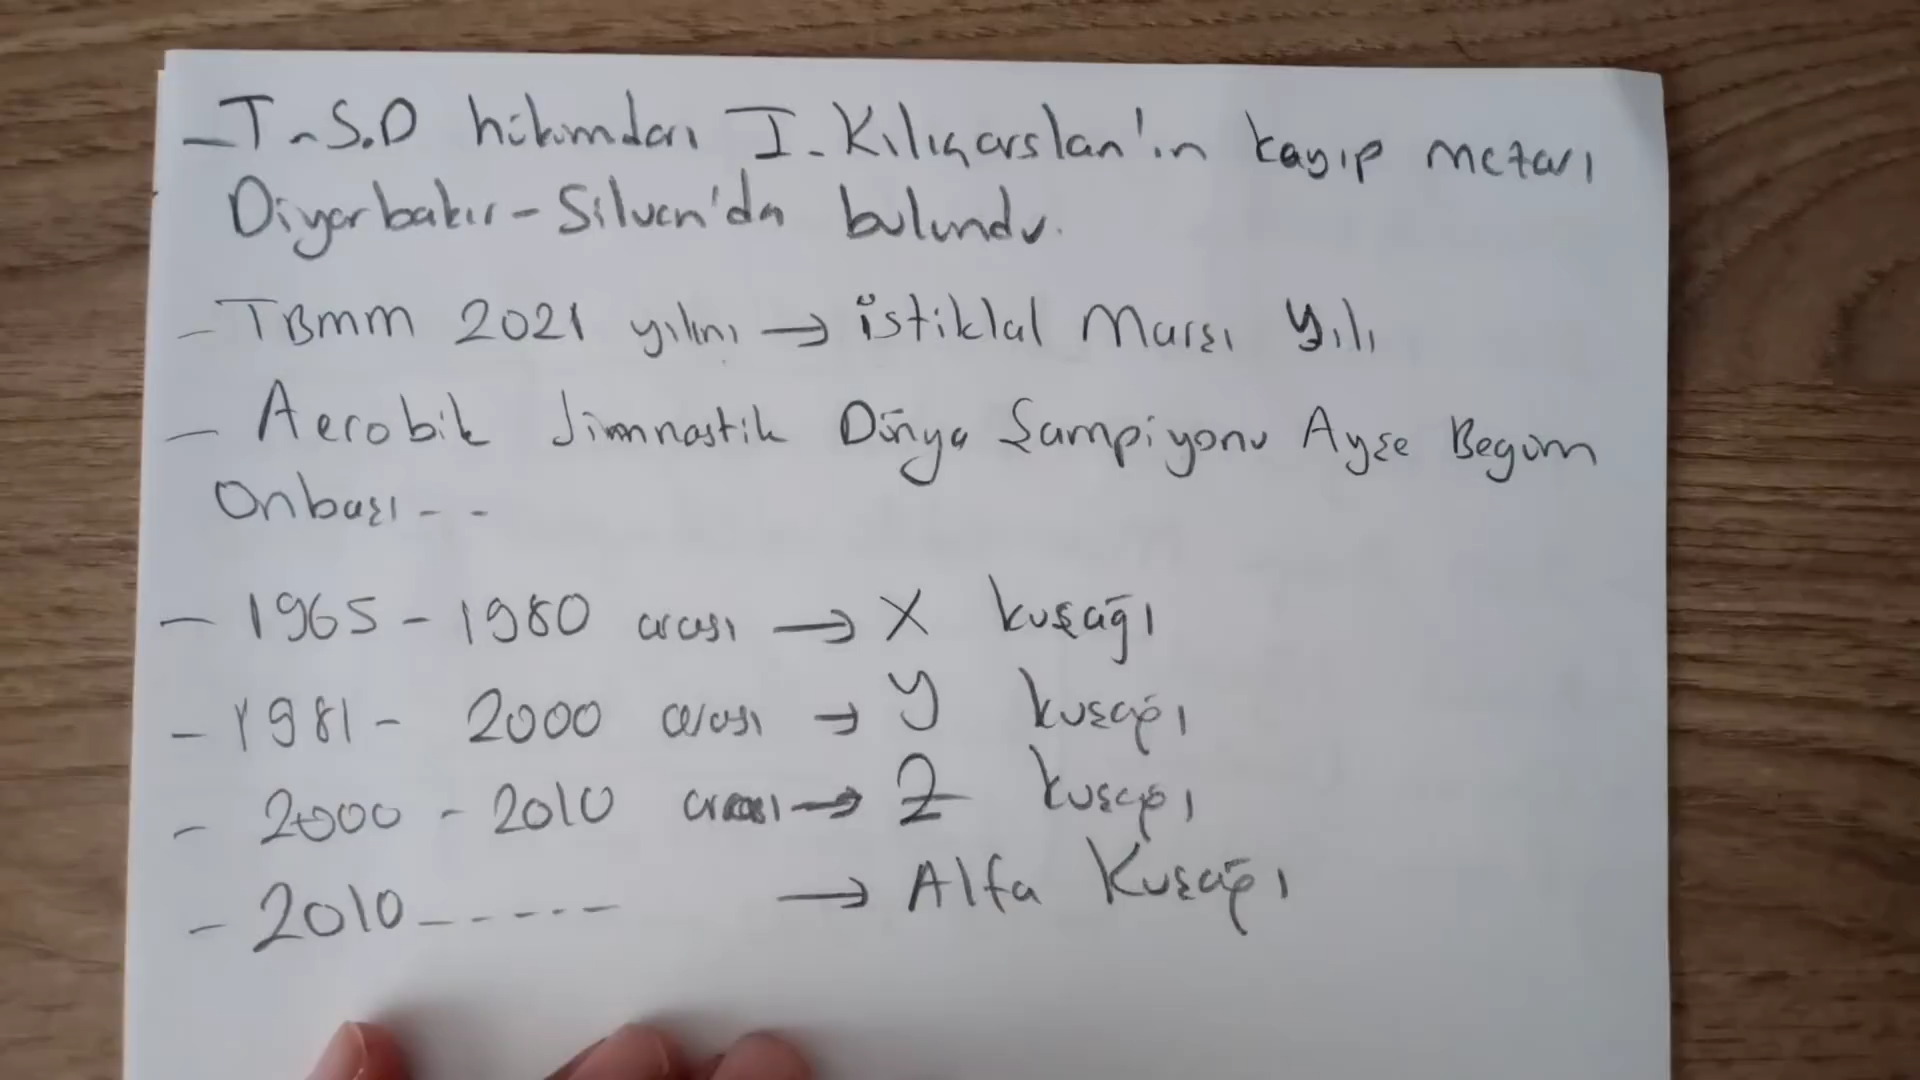 - T.S.D hükümdarı I. Kılıçarslan'ın kayıp mezarı
Diyarbakır - Silvan'da bulundu.
- TBMM 2021 yılını → İstiklal Marşı Yılı
- Aerobik Jimnastik Dünya Şampiyonu Ayşe Begüm
Onbaşı - -
- 1965 - 1980 arası → X kuşağı
- 1981 - 2000 arası → Y kuşağı
- 2000 - 2010 arası → Z kuşağı
- 2010 - - - - - - → Alfa Kuşağı